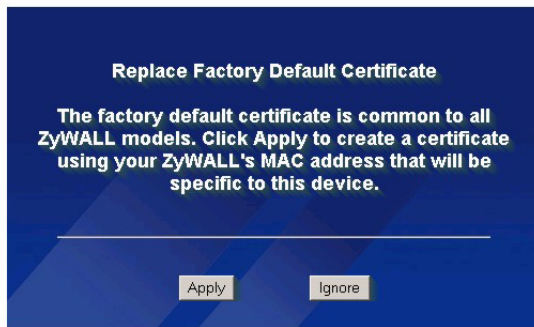 Replace Factory Default Certificate
The factory default certificate is common to all
ZyWALL models. Click Apply to create a certificate
using your ZyWALL's MAC address that will be
specific to this device.
Apply Ignore